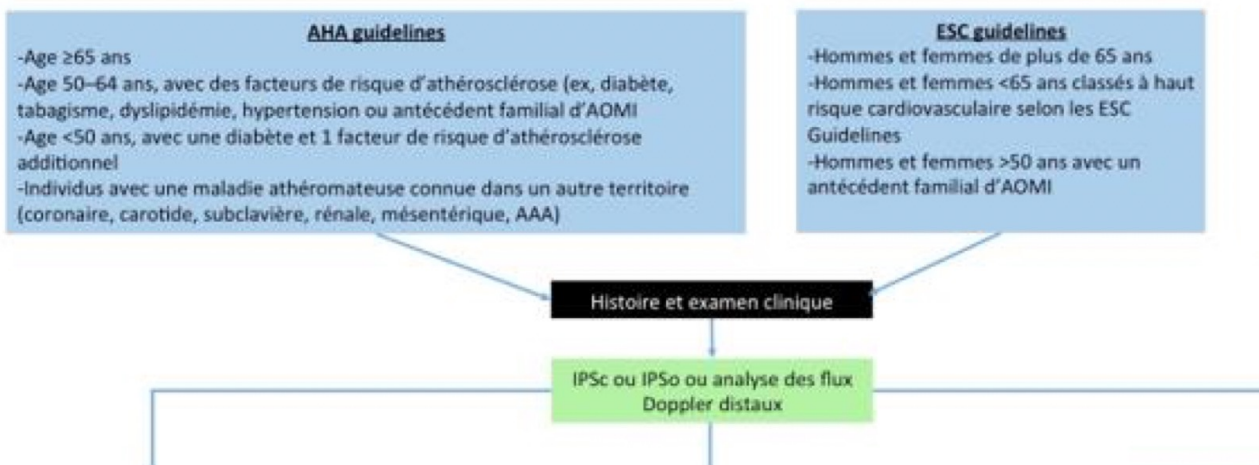 AHA guidelines
-Age ≥65 ans
-Age 50–64 ans, avec des facteurs de risque d'athérosclérose (ex, diabète,
tabagisme, dyslipidémie, hypertension ou antécédent familial d'AOMI
-Age <50 ans, avec une diabète et 1 facteur de risque d'athérosclérose
additionnel
-Individus avec une maladie athéromateuse connue dans un autre territoire
(coronaire, carotide, subclavière, rénale, mésentérique, AAA)
ESC guidelines
-Hommes et femmes de plus de 65 ans
-Hommes et femmes <65 ans classés à haut
risque cardiovasculaire selon les ESC
Guidelines
-Hommes et femmes >50 ans avec un
antécédent familial d'AOMI
Histoire et examen clinique
IPSc ou IPSo ou analyse des flux
Doppler distaux